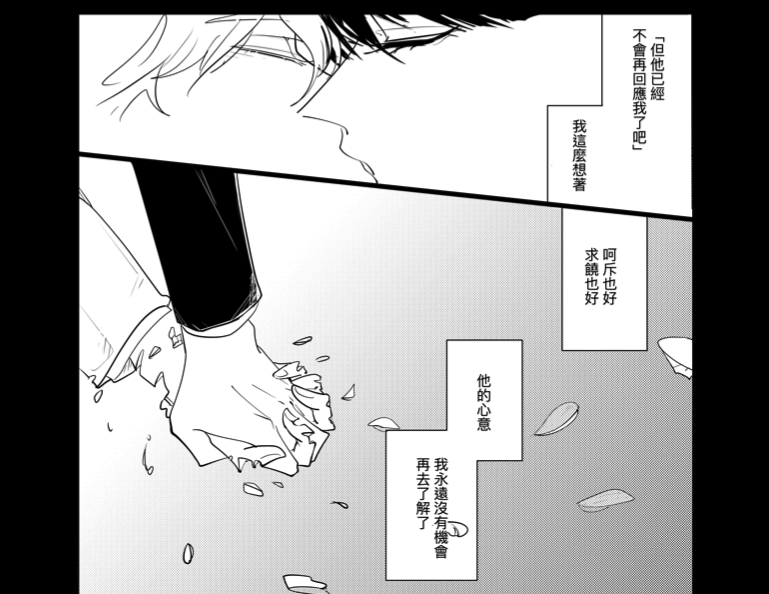 「但他已經
不會再回應我了吧」
我這麼想著
呵斥也好
求饒也好
他的心意
我永遠沒有機會
再去了解了